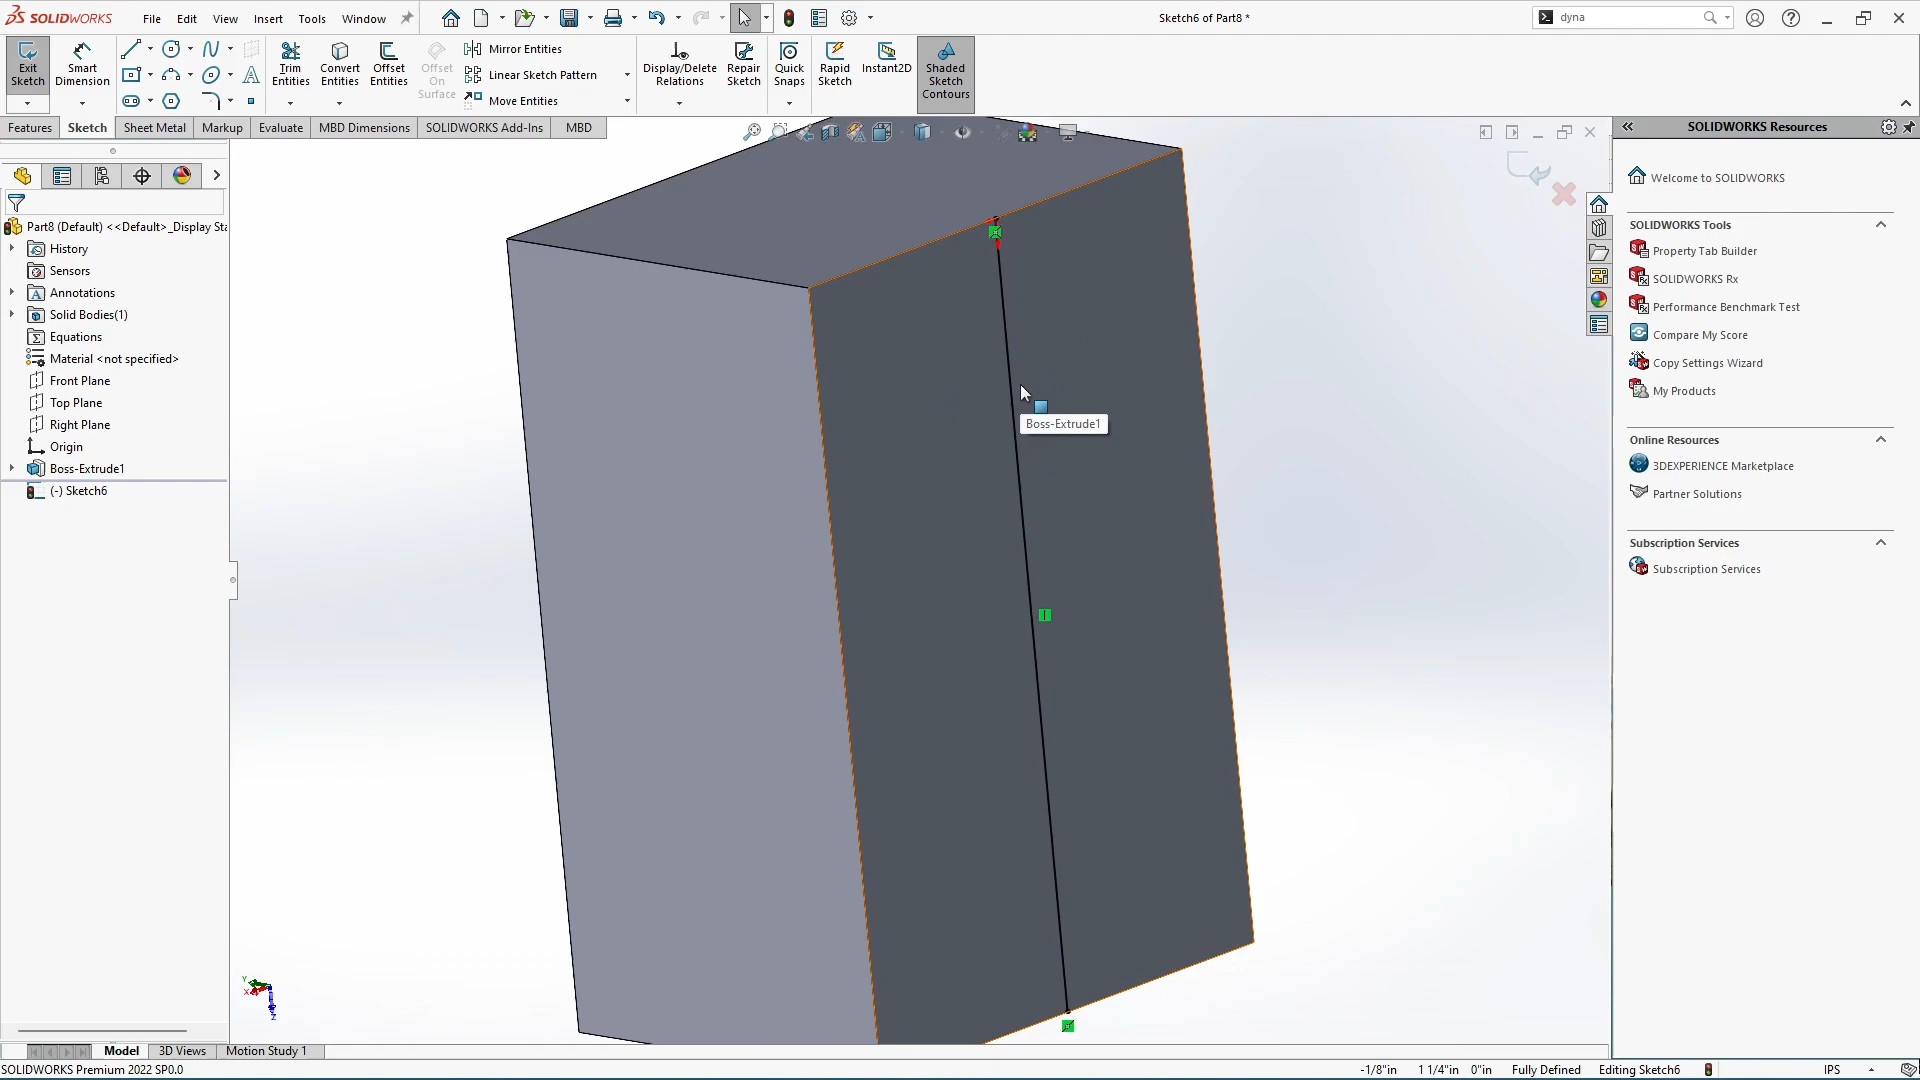 SOLIDWORKS
File Edit View Insert Tools Window
Sketch6 of Part8 *
dyna
Exit Sketch
Smart Dimension
Trim Entities
Convert Entities
Offset Entities
Offset On Surface
Mirror Entities
Linear Sketch Pattern
Move Entities
Display/Delete Relations
Repair Sketch
Quick Snaps
Rapid Sketch
Instant2D
Shaded Sketch Contours
Features Sketch Sheet Metal Markup Evaluate MBD Dimensions SOLIDWORKS Add-Ins MBD
Part8 (Default) <<Default>_Display Sta
History
Sensors
Annotations
Solid Bodies(1)
Equations
Material <not specified>
Front Plane
Top Plane
Right Plane
Origin
Boss-Extrude1
(-) Sketch6
Boss-Extrude1
Y
X
Z
SOLIDWORKS Resources
Welcome to SOLIDWORKS
SOLIDWORKS Tools
Property Tab Builder
SOLIDWORKS Rx
Performance Benchmark Test
Compare My Score
Copy Settings Wizard
My Products
Online Resources
3DEXPERIENCE Marketplace
Partner Solutions
Subscription Services
Subscription Services
Model 3D Views Motion Study 1
SOLIDWORKS Premium 2022 SP0.0
-1/8"in 1 1/4"in 0"in Fully Defined Editing Sketch6 IPS